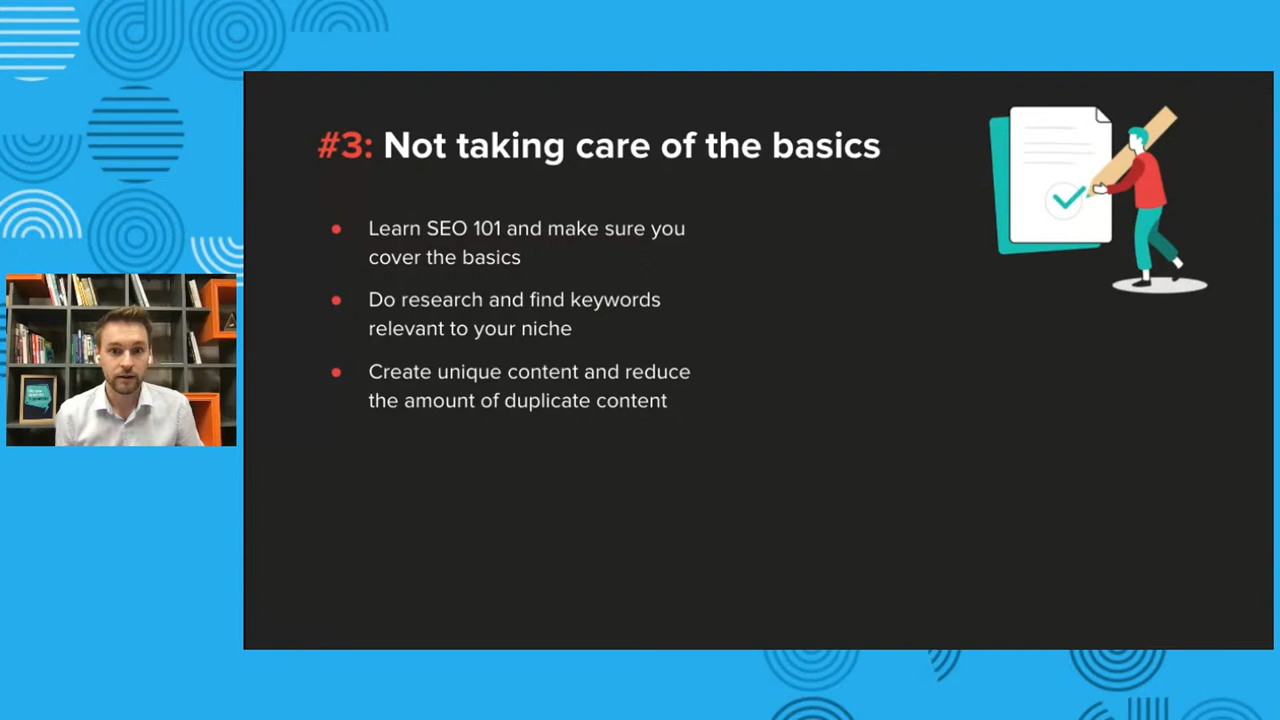 #3: Not taking care of the basics
● Learn SEO 101 and make sure you
cover the basics
● Do research and find keywords
relevant to your niche
● Create unique content and reduce
the amount of duplicate content